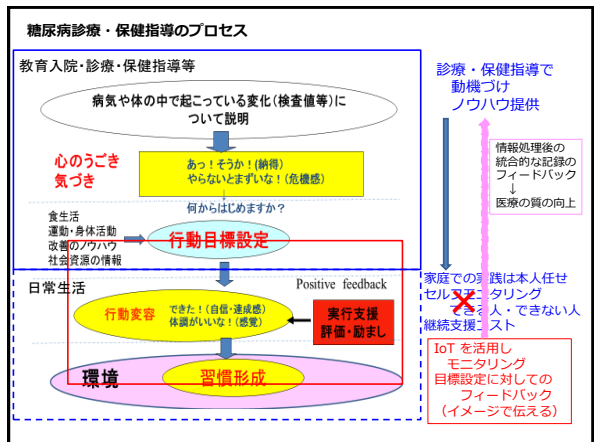 糖尿病診療・保健指導のプロセス
教育入院・診療・保健指導等
病気や体の中で起こっている変化(検査値等)に
ついて説明
心のうごき
気づき
あっ！そうか！(納得)
やらないとまずいな！(危機感)
↓
何からはじめますか？
食生活
運動・身体活動
改善のノウハウ
社会資源の情報
行動目標設定
日常生活
Positive feedback
行動変容
できた！(自信・達成感)
体調がいいな！(感覚)
実行支援
評価・励まし
環境
習慣形成
診療・保健指導で
動機づけ
ノウハウ提供
情報処理後の
統合的な記録の
フィードバック
↓
医療の質の向上
家庭での実践は本人任せ
セルフモニタリング
できる人・できない人
継続支援コスト
IoT を活用し
モニタリング
目標設定に対しての
フィードバック
（イメージで伝える）